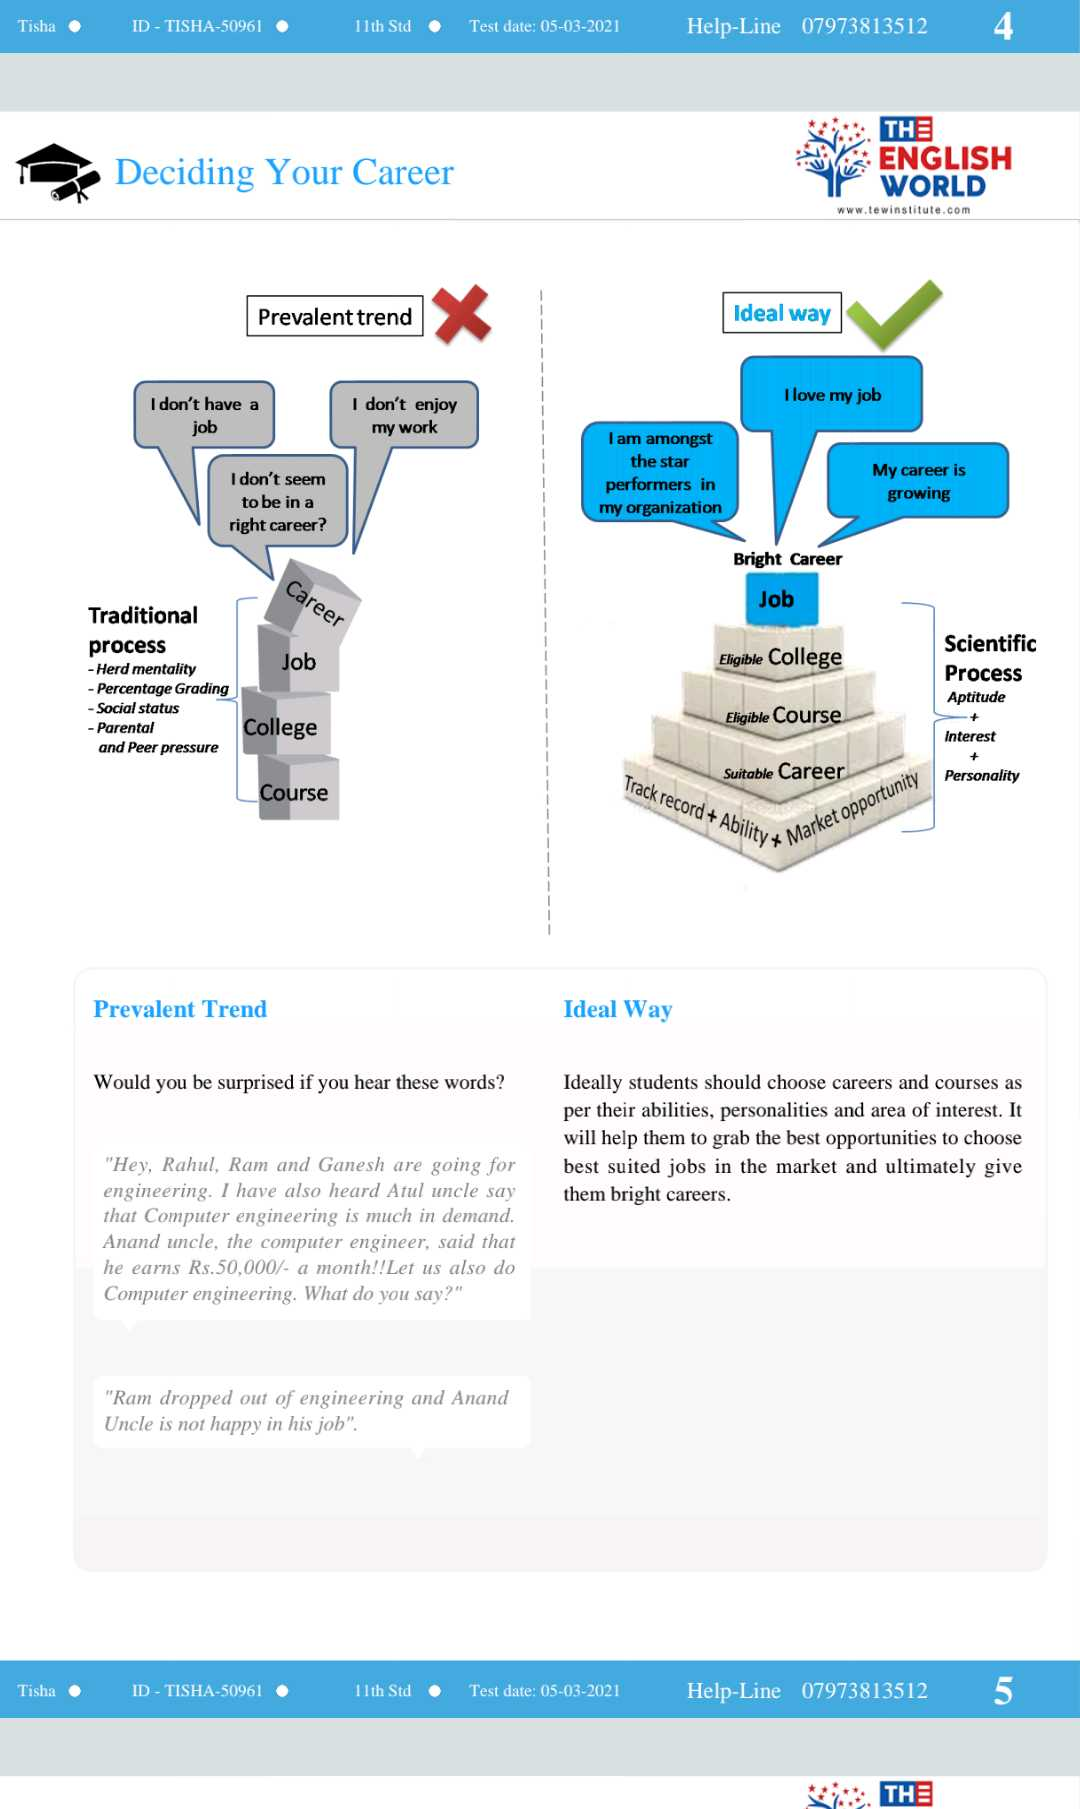 Tisha ID - TISHA-50961 11th Std Test date: 05-03-2021 Help-Line 07973813512 4
Deciding Your Career
THE
ENGLISH
WORLD
www.tewinstitute.com
Prevalent trend
I don't have a
job
I don't enjoy
my work
I don't seem
to be in a
right career?
Career
Job
College
Course
Traditional
process
- Herd mentality
- Percentage Grading
- Social status
- Parental
and Peer pressure
Ideal way
I love my job
I am amongst
the star
performers in
my organization
My career is
growing
Bright Career
Job
Eligible College
Eligible Course
Suitable Career
Track record + Ability + Market opportunity
Scientific
Process
Aptitude
+
Interest
+
Personality
Prevalent Trend
Would you be surprised if you hear these words?
"Hey, Rahul, Ram and Ganesh are going for
engineering. I have also heard Atul uncle say
that Computer engineering is much in demand.
Anand uncle, the computer engineer, said that
he earns Rs.50,000/- a month!!Let us also do
Computer engineering. What do you say?"
"Ram dropped out of engineering and Anand
Uncle is not happy in his job".
Ideal Way
Ideally students should choose careers and courses as
per their abilities, personalities and area of interest. It
will help them to grab the best opportunities to choose
best suited jobs in the market and ultimately give
them bright careers.
Tisha ID - TISHA-50961 11th Std Test date: 05-03-2021 Help-Line 07973813512 5
THE